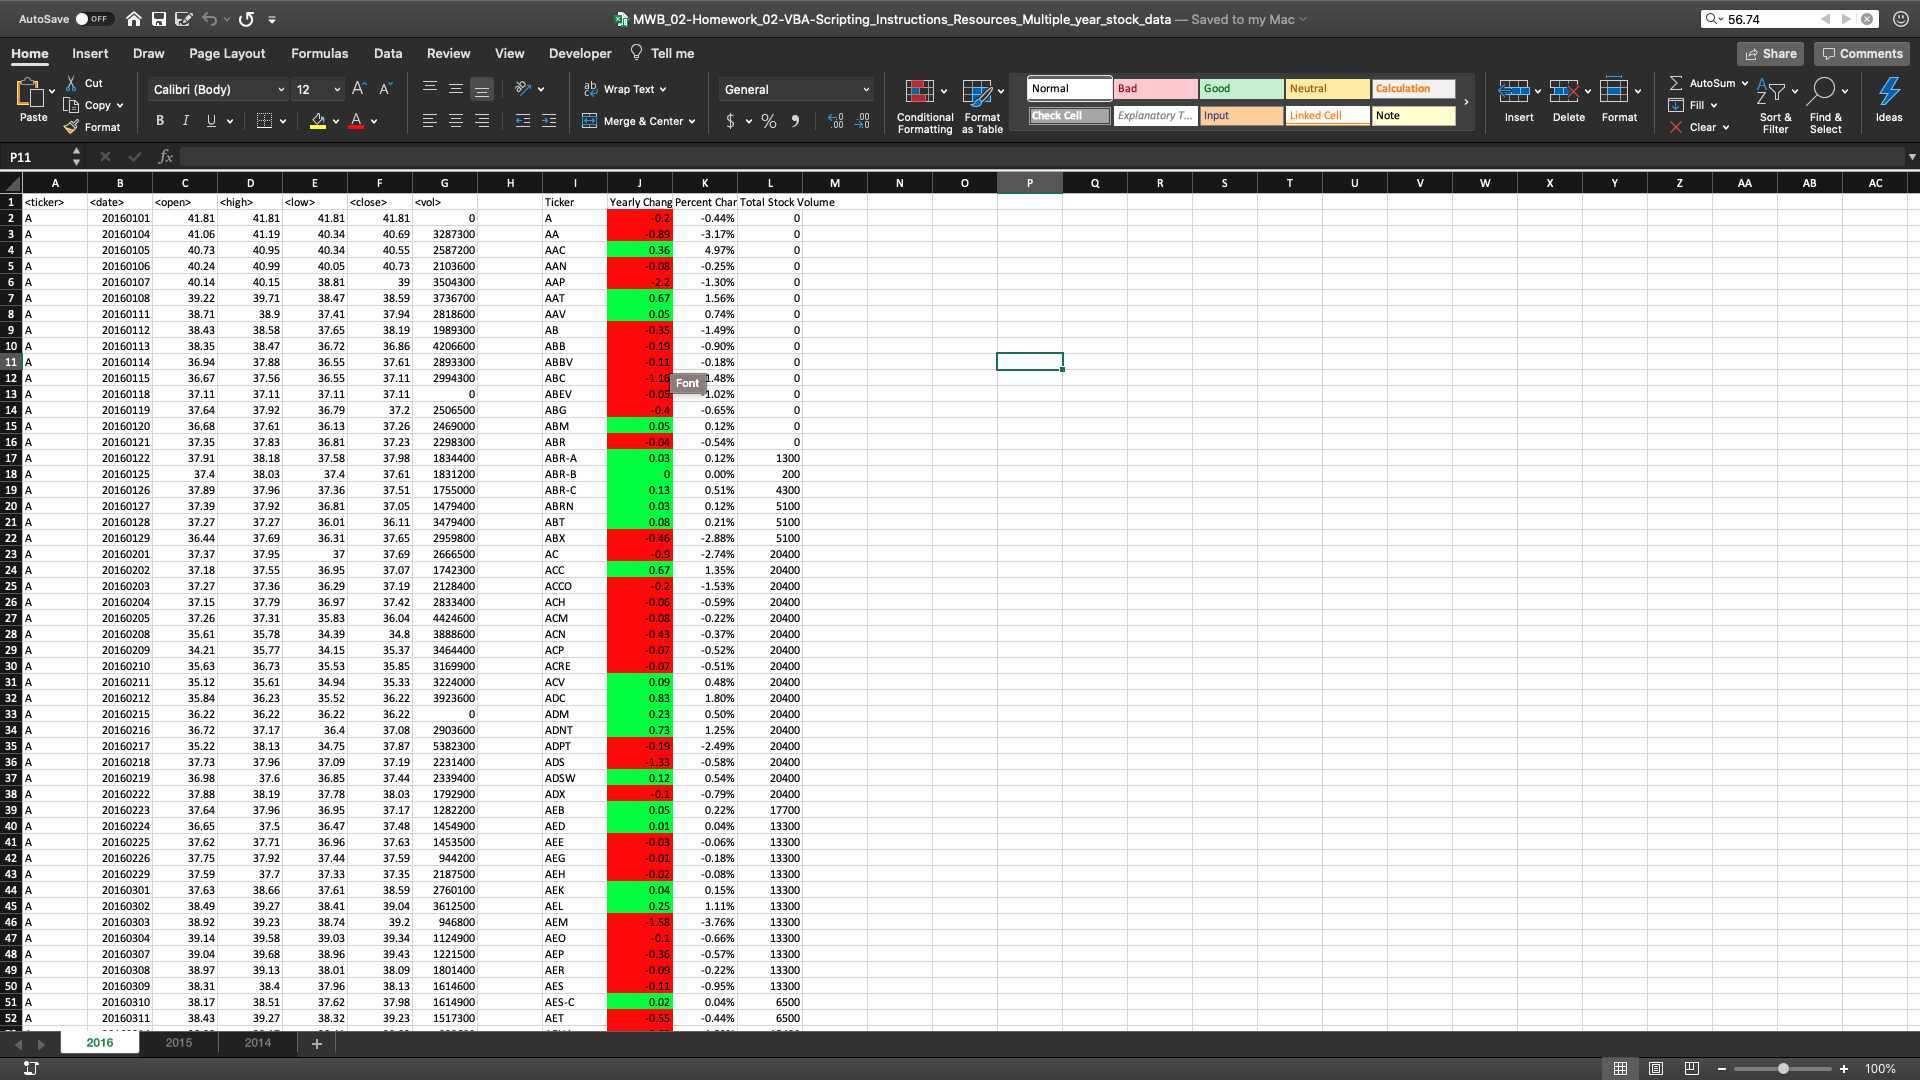 AutoSave OFF MWB_02-Homework_02-VBA-Scripting_Instructions_Resources_Multiple_year_stock_data — Saved to my Mac 56.74
Home Insert Draw Page Layout Formulas Data Review View Developer Tell me Share Comments
Paste Cut Copy Format Calibri (Body) 12 Wrap Text Merge & Center General Conditional Formatting Format as Table Normal Bad Good Neutral Calculation Check Cell Explanatory T... Input Linked Cell Note Insert Delete Format AutoSum Fill Clear Sort & Filter Find & Select Ideas
P11 fx
A B C D E F G H I J K L M N O P Q R S T U V W X Y Z AA AB AC
1 <ticker> <date> <open> <high> <low> <close> <vol> Ticker Yearly Chang Percent Char Total Stock Volume
2 A 20160101 41.81 41.81 41.81 41.81 0 A -0.2 -0.44% 0
3 A 20160104 41.06 41.19 40.34 40.69 3287300 AA -0.89 -3.17% 0
4 A 20160105 40.73 40.95 40.34 40.55 2587200 AAC 0.36 4.97% 0
5 A 20160106 40.24 40.99 40.05 40.73 2103600 AAN -0.08 -0.25% 0
6 A 20160107 40.14 40.15 38.81 39 3504300 AAP -2.2 -1.30% 0
7 A 20160108 39.22 39.71 38.47 38.59 3736700 AAT 0.67 1.56% 0
8 A 20160111 38.71 38.9 37.41 37.94 2818600 AAV 0.05 0.74% 0
9 A 20160112 38.43 38.58 37.65 38.19 1989300 AB -0.35 -1.49% 0
10 A 20160113 38.35 38.47 36.72 36.86 4206600 ABB -0.19 -0.90% 0
11 A 20160114 36.94 37.88 36.55 37.61 2893300 ABBV -0.11 -0.18% 0
12 A 20160115 36.67 37.56 36.55 37.11 2994300 ABC -1.16 1.48% 0
Font
13 A 20160118 37.11 37.11 37.11 37.11 0 ABEV -0.05 -1.02% 0
14 A 20160119 37.64 37.92 36.79 37.2 2506500 ABG -0.4 -0.65% 0
15 A 20160120 36.68 37.61 36.13 37.26 2469000 ABM 0.05 0.12% 0
16 A 20160121 37.35 37.83 36.81 37.23 2298300 ABR -0.04 -0.54% 0
17 A 20160122 37.91 38.18 37.58 37.98 1834400 ABR-A 0.03 0.12% 1300
18 A 20160125 37.4 38.03 37.4 37.61 1831200 ABR-B 0 0.00% 200
19 A 20160126 37.89 37.96 37.36 37.51 1755000 ABR-C 0.13 0.51% 4300
20 A 20160127 37.39 37.92 36.81 37.05 1479400 ABRN 0.03 0.12% 5100
21 A 20160128 37.27 37.27 36.01 36.11 3479400 ABT 0.08 0.21% 5100
22 A 20160129 36.44 37.69 36.31 37.65 2959800 ABX -0.46 -2.88% 5100
23 A 20160201 37.37 37.95 37 37.69 2666500 AC -0.9 -2.74% 20400
24 A 20160202 37.18 37.55 36.95 37.07 1742300 ACC 0.67 1.35% 20400
25 A 20160203 37.27 37.36 36.29 37.19 2128400 ACCO -0.2 -1.53% 20400
26 A 20160204 37.15 37.79 36.97 37.42 2833400 ACH -0.06 -0.59% 20400
27 A 20160205 37.26 37.31 35.83 36.04 4424600 ACM -0.08 -0.22% 20400
28 A 20160208 35.61 35.78 34.39 34.8 3888600 ACN -0.43 -0.37% 20400
29 A 20160209 34.21 35.77 34.15 35.37 3464400 ACP -0.07 -0.52% 20400
30 A 20160210 35.63 36.73 35.53 35.85 3169900 ACRE -0.07 -0.51% 20400
31 A 20160211 35.12 35.61 34.94 35.33 3224000 ACV 0.09 0.48% 20400
32 A 20160212 35.84 36.23 35.52 36.22 3923600 ADC 0.83 1.80% 20400
33 A 20160215 36.22 36.22 36.22 36.22 0 ADM 0.23 0.50% 20400
34 A 20160216 36.72 37.17 36.4 37.08 2903600 ADNT 0.73 1.25% 20400
35 A 20160217 35.22 38.13 34.75 37.87 5382300 ADPT -0.19 -2.49% 20400
36 A 20160218 37.73 37.96 37.09 37.19 2231400 ADS -1.33 -0.58% 20400
37 A 20160219 36.98 37.6 36.85 37.44 2339400 ADSW 0.12 0.54% 20400
38 A 20160222 37.88 38.19 37.78 38.03 1792900 ADX -0.1 -0.79% 20400
39 A 20160223 37.64 37.96 36.95 37.17 1282200 AEB 0.05 0.22% 17700
40 A 20160224 36.65 37.5 36.47 37.48 1454900 AED 0.01 0.04% 13300
41 A 20160225 37.62 37.71 36.96 37.63 1453500 AEE -0.03 -0.06% 13300
42 A 20160226 37.75 37.92 37.44 37.59 944200 AEG -0.01 -0.18% 13300
43 A 20160229 37.59 37.7 37.33 37.35 2187500 AEH -0.02 -0.08% 13300
44 A 20160301 37.63 38.66 37.61 38.59 2760100 AEK 0.04 0.15% 13300
45 A 20160302 38.49 39.27 38.41 39.04 3612500 AEL 0.25 1.11% 13300
46 A 20160303 38.92 39.23 38.74 39.2 946800 AEM -1.58 -3.76% 13300
47 A 20160304 39.14 39.58 39.03 39.34 1124900 AEO -0.1 -0.66% 13300
48 A 20160307 39.04 39.68 38.96 39.43 1221500 AEP -0.36 -0.57% 13300
49 A 20160308 38.97 39.13 38.01 38.09 1801400 AER -0.09 -0.22% 13300
50 A 20160309 38.31 38.4 37.96 38.13 1614600 AES -0.11 -0.95% 13300
51 A 20160310 38.17 38.51 37.62 37.98 1614900 AES-C 0.02 0.04% 6500
52 A 20160311 38.43 39.27 38.32 39.23 1517300 AET -0.55 -0.44% 6500
2016 2015 2014 +
100%